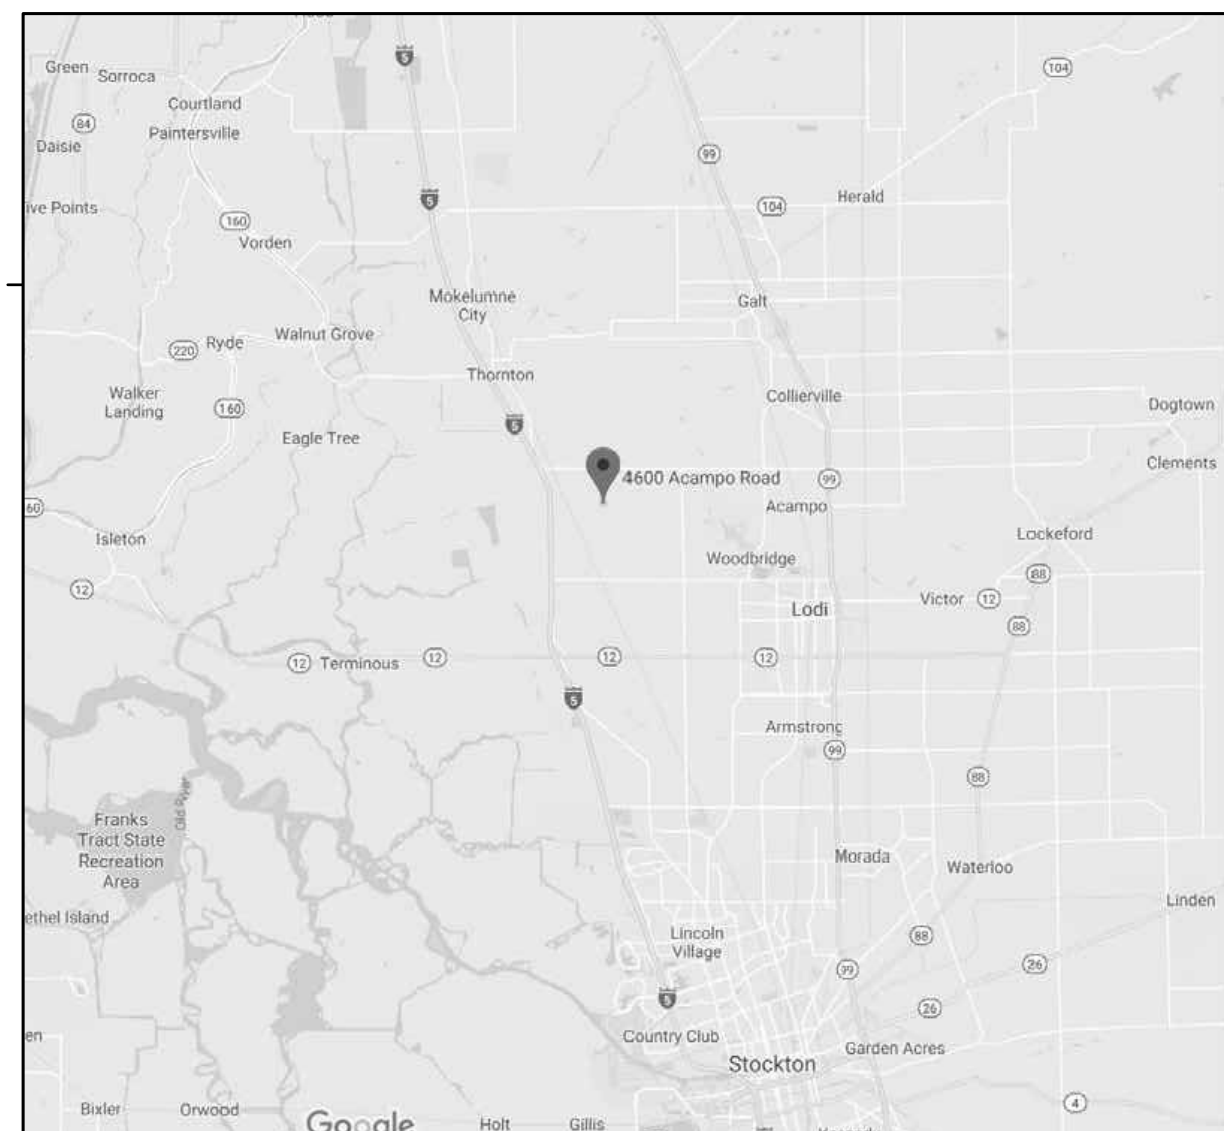 5
104
Green
Sorroca
Courtland
84
Paintersville
Daisie
99
ive Points
5
Herald
104
160
Vorden
Mokelumne
City
Galt
Walnut Grove
Ryde
220
Thornton
Walker
Landing
160
Collierville
Dogtown
5
Eagle Tree
Clements
4600 Acampo Road
99
60
Acampo
Isleton
Lockeford
Woodbridge
12
88
Victor
12
Lodi
88
12
Terminous
12
12
12
5
Armstrong
99
88
Old River
Franks
Tract State
Recreation
Area
Morada
Waterloo
Linden
ethel Island
Lincoln
Village
88
99
26
5
26
en
Country Club
Garden Acres
Stockton
Bixler
Orwood
4
Google
Holt
Gillis